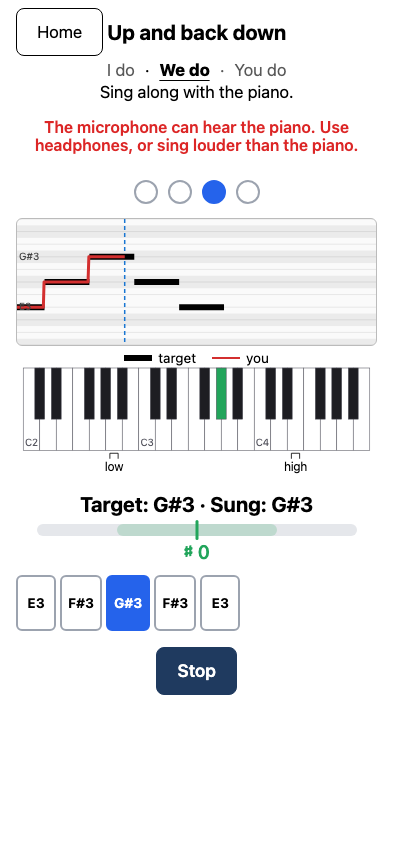 Home
Up and back down
I do · We do · You do
Sing along with the piano.
The microphone can hear the piano. Use
headphones, or sing louder than the piano.
G#3
target
you
C2
C3
C4
low
high
Target: G#3 · Sung: G#3
# 0
E3
F#3
G#3
F#3
E3
Stop